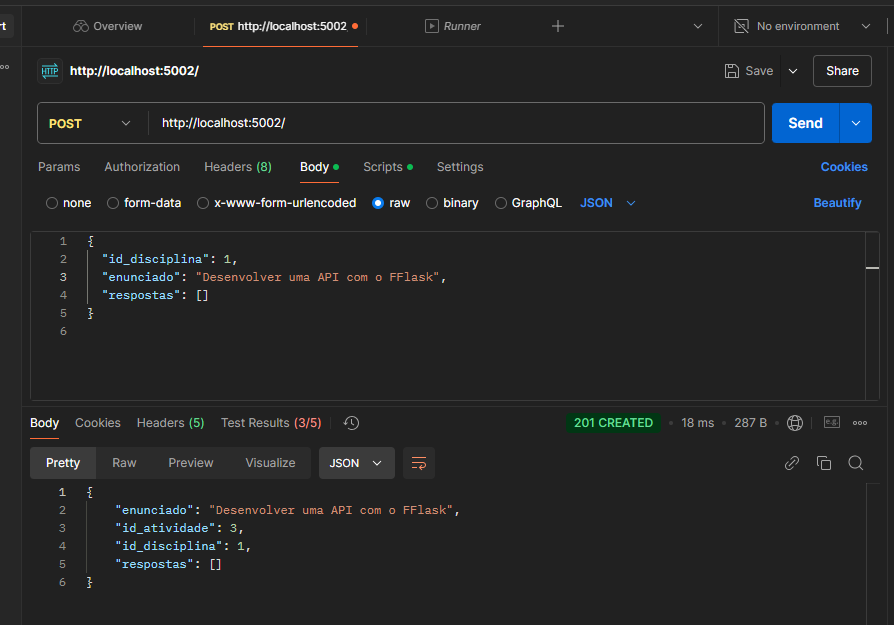 rt Overview POST http://localhost:5002, Runner No environment
HTTP http://localhost:5002/ Save Share
POST http://localhost:5002/ Send
Params Authorization Headers (8) Body Scripts Settings Cookies
none form-data x-www-form-urlencoded raw binary GraphQL JSON Beautify
1 {
2 "id_disciplina": 1,
3 "enunciado": "Desenvolver uma API com o FFlask",
4 "respostas": []
5 }
6
Body Cookies Headers (5) Test Results (3/5) 201 CREATED 18 ms 287 B
Pretty Raw Preview Visualize JSON
1 {
2 "enunciado": "Desenvolver uma API com o FFlask",
3 "id_atividade": 3,
4 "id_disciplina": 1,
5 "respostas": []
6 }